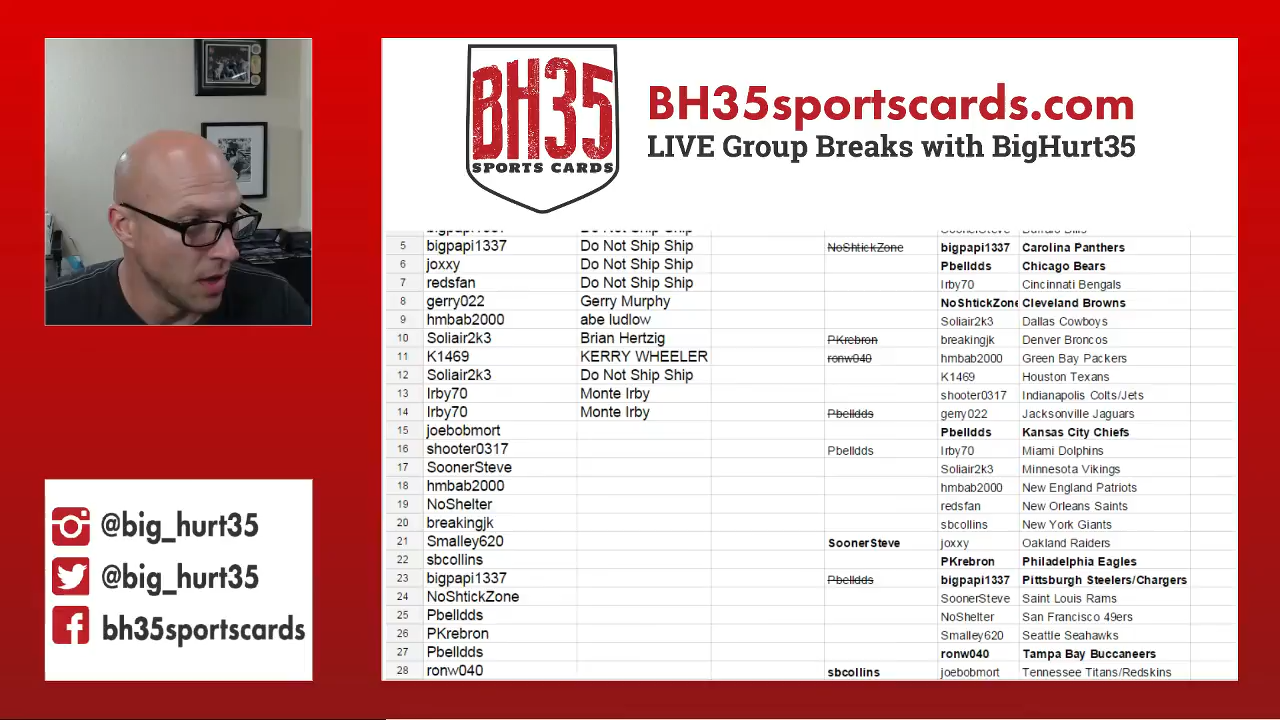 BH35
SPORTS CARDS
BH35sportscards.com
LIVE Group Breaks with BigHurt35
5 bigpapi1337 Do Not Ship Ship NoShtickZone bigpapi1337 Carolina Panthers
6 joxxy Do Not Ship Ship Pbelldds Chicago Bears
7 redsfan Do Not Ship Ship Irby70 Cincinnati Bengals
8 gerry022 Gerry Murphy NoShtickZone Cleveland Browns
9 hmbab2000 abe ludlow Soliair2k3 Dallas Cowboys
10 Soliair2k3 Brian Hertzig PKrebron breakingjk Denver Broncos
11 K1469 KERRY WHEELER ronw040 hmbab2000 Green Bay Packers
12 Soliair2k3 Do Not Ship Ship K1469 Houston Texans
13 Irby70 Monte Irby shooter0317 Indianapolis Colts/Jets
14 Irby70 Monte Irby Pbelldds gerry022 Jacksonville Jaguars
15 joebobmort Pbelldds Kansas City Chiefs
16 shooter0317 Pbelldds Irby70 Miami Dolphins
17 SoonerSteve Soliair2k3 Minnesota Vikings
18 hmbab2000 hmbab2000 New England Patriots
19 NoShelter redsfan New Orleans Saints
20 breakingjk sbcollins New York Giants
21 Smalley620 SoonerSteve joxxy Oakland Raiders
22 sbcollins PKrebron Philadelphia Eagles
23 bigpapi1337 Pbelldds bigpapi1337 Pittsburgh Steelers/Chargers
24 NoShtickZone SoonerSteve Saint Louis Rams
25 Pbelldds NoShelter San Francisco 49ers
26 PKrebron Smalley620 Seattle Seahawks
27 Pbelldds ronw040 Tampa Bay Buccaneers
28 ronw040 sbcollins joebobmort Tennessee Titans/Redskins
@big_hurt35
@big_hurt35
bh35sportscards